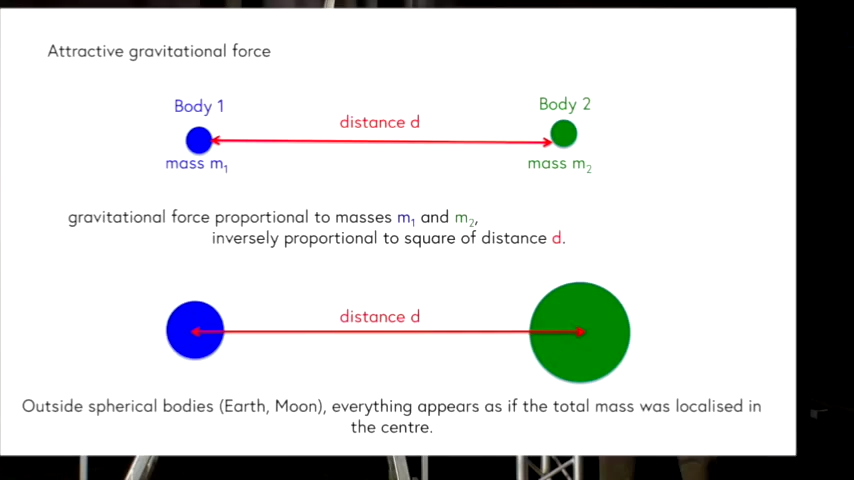 Attractive gravitational force
Body 1
Body 2
distance d
mass m₁
mass m₂
gravitational force proportional to masses m₁ and m₂,
inversely proportional to square of distance d.
distance d
Outside spherical bodies (Earth, Moon), everything appears as if the total mass was localised in
the centre.